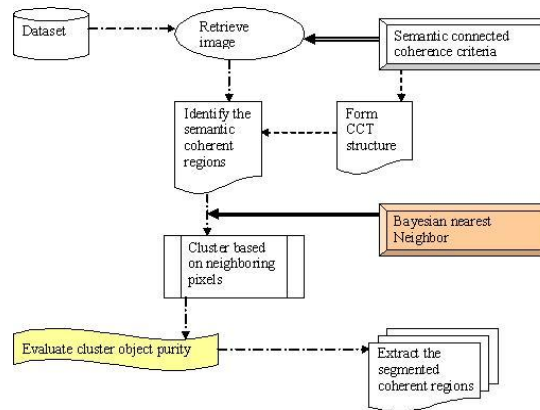 Dataset
Retrieve
image
Semantic connected
coherence criteria
Identify the
semantic
coherent
regions
Form
CCT
structure
Bayesian nearest
Neighbor
Cluster based
on neighboring
pixels
Evaluate cluster object purity
Extract the
segmented
coherent regions